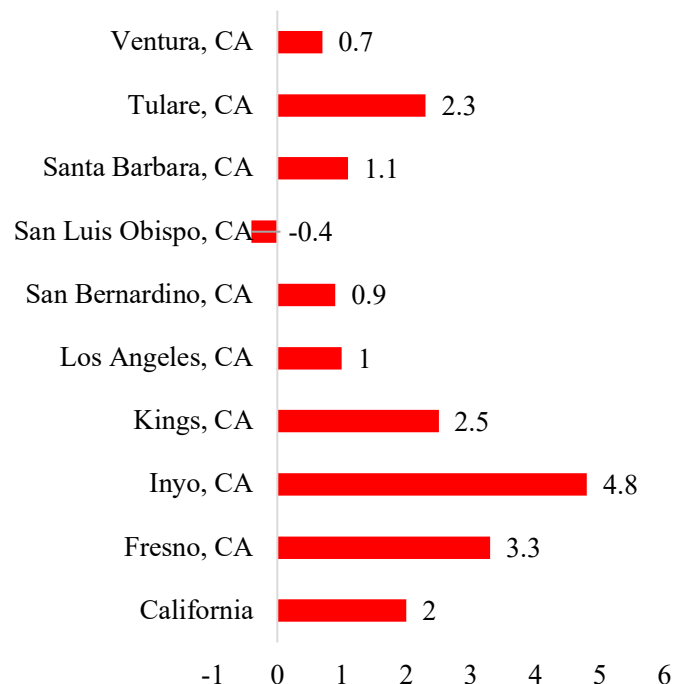 Ventura, CA 0.7
Tulare, CA 2.3
Santa Barbara, CA 1.1
San Luis Obispo, CA -0.4
San Bernardino, CA 0.9
Los Angeles, CA 1
Kings, CA 2.5
Inyo, CA 4.8
Fresno, CA 3.3
California 2
-1 0 1 2 3 4 5 6